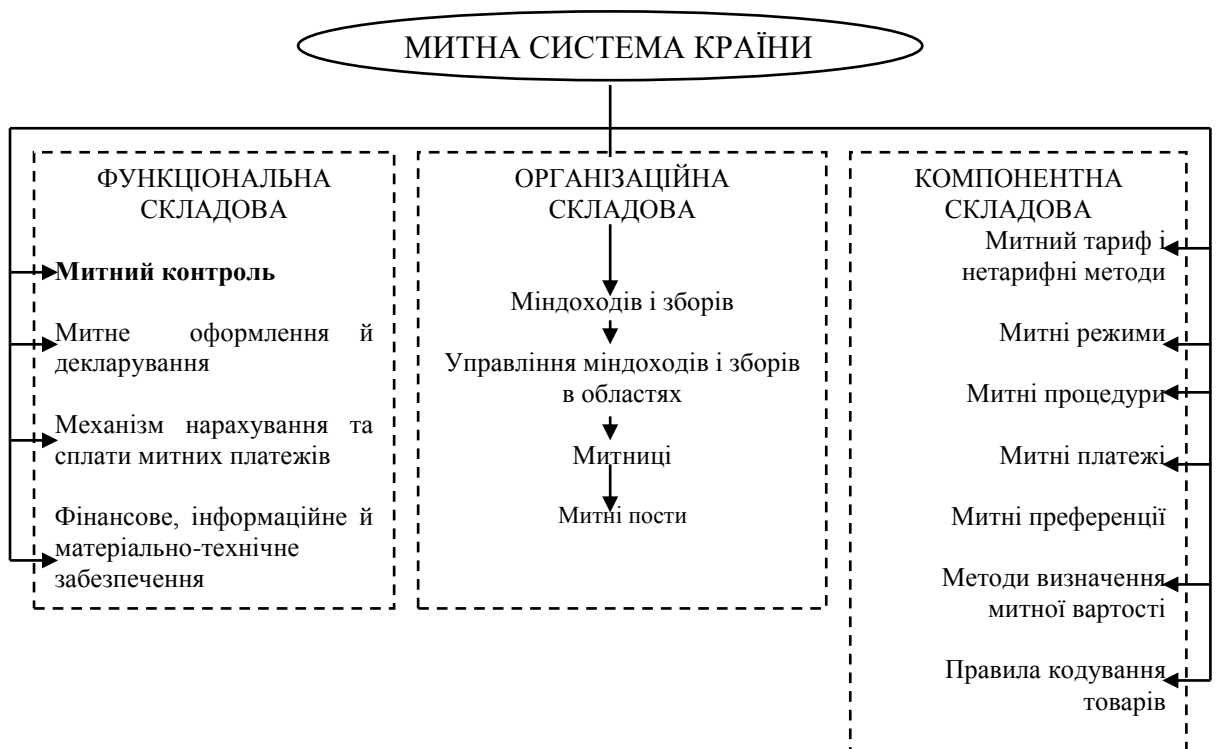 МИТНА СИСТЕМА КРАЇНИ
ФУНКЦІОНАЛЬНА
СКЛАДОВА
Митний контроль
Митне оформлення й
декларування
Механізм нарахування та
сплати митних платежів
Фінансове, інформаційне й
матеріально-технічне
забезпечення
ОРГАНІЗАЦІЙНА
СКЛАДОВА
Міндоходів і зборів
Управління міндоходів і зборів
в областях
Митниці
Митні пости
КОМПОНЕНТНА
СКЛАДОВА
Митний тариф і
нетарифні методи
Митні режими
Митні процедури
Митні платежі
Митні преференції
Методи визначення
митної вартості
Правила кодування
товарів